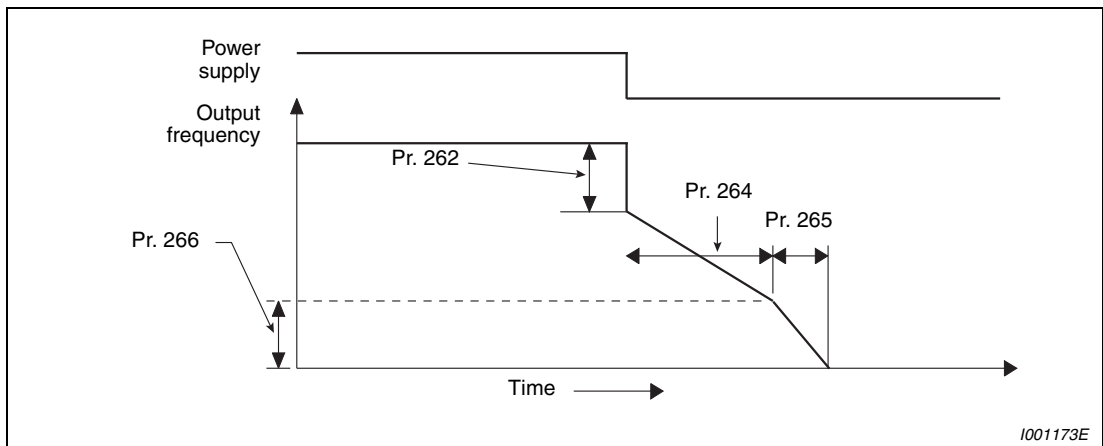 Power
supply
Output
frequency
Pr. 262
Pr. 264
Pr. 265
Pr. 266
Time
I001173E